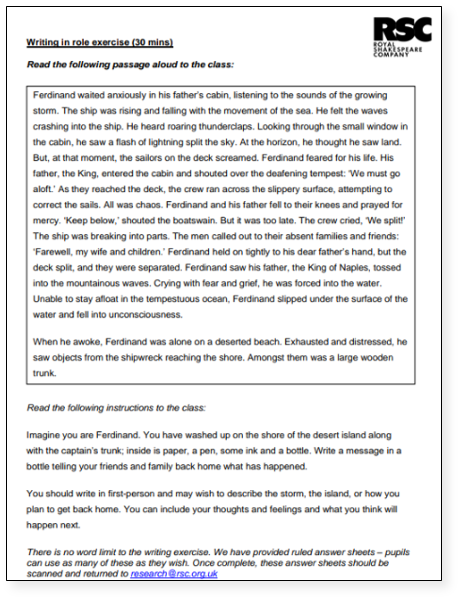 RSC
ROYAL
SHAKESPEARE
COMPANY
Writing in role exercise (30 mins)
Read the following passage aloud to the class:
Ferdinand waited anxiously in his father's cabin, listening to the sounds of the growing
storm. The ship was rising and falling with the movement of the sea. He felt the waves
crashing into the ship. He heard roaring thunderclaps. Looking through the small window in
the cabin, he saw a flash of lightning split the sky. At the horizon, he thought he saw land.
But, at that moment, the sailors on the deck screamed. Ferdinand feared for his life. His
father, the King, entered the cabin and shouted over the deafening tempest: 'We must go
aloft.' As they reached the deck, the crew ran across the slippery surface, attempting to
correct the sails. All was chaos. Ferdinand and his father fell to their knees and prayed for
mercy. 'Keep below,' shouted the boatswain. But it was too late. The crew cried, 'We split!'
The ship was breaking into parts. The men called out to their absent families and friends:
'Farewell, my wife and children.' Ferdinand held on tightly to his dear father's hand, but the
deck split, and they were separated. Ferdinand saw his father, the King of Naples, tossed
into the mountainous waves. Crying with fear and grief, he was forced into the water.
Unable to stay afloat in the tempestuous ocean, Ferdinand slipped under the surface of the
water and fell into unconsciousness.
When he awoke, Ferdinand was alone on a deserted beach. Exhausted and distressed, he
saw objects from the shipwreck reaching the shore. Amongst them was a large wooden
trunk.
Read the following instructions to the class:
Imagine you are Ferdinand. You have washed up on the shore of the desert island along
with the captain's trunk; inside is paper, a pen, some ink and a bottle. Write a message in a
bottle telling your friends and family back home what has happened.
You should write in first-person and may wish to describe the storm, the island, or how you
plan to get back home. You can include your thoughts and feelings and what you think will
happen next.
There is no word limit to the writing exercise. We have provided ruled answer sheets – pupils
can use as many of these as they wish. Once complete, these answer sheets should be
scanned and returned to research@rsc.org.uk